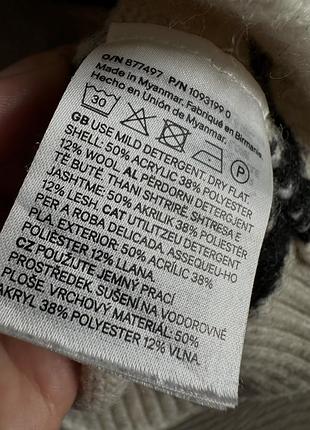 O/N 877497 P/N 1093199 0
Made in Myanmar. Fabriqué en Birmanie.
Hecho en Unión de Myanmar.
30 P
GB USE MILD DETERGENT. DRY FLAT.
SHELL: 50% ACRYLIC 38% POLYESTER
12% WOOL. AL PËRDORNI DETERGJENT
TË BUTË. THANI SHTRIRË. SHTRESA E
JASHTME: 50% AKRILIK 38% POLIESTËR
12% LESH. CAT UTILITZEU DETERGENT
PER A ROBA DELICADA. ASSEQUEU-HO
PLA. COBERTA: 50% ACRÍLIC 38%
POLIÈSTER 12% LLANA.
CZ POUŽIJTE JEMNÝ PRACÍ
PROSTŘEDEK. SUŠENÍ NA VODOROVNÉ
PLOŠE. VRCHOVÝ MATERIÁL: 50%
AKRYL 38% POLYESTER 12% VLNA.